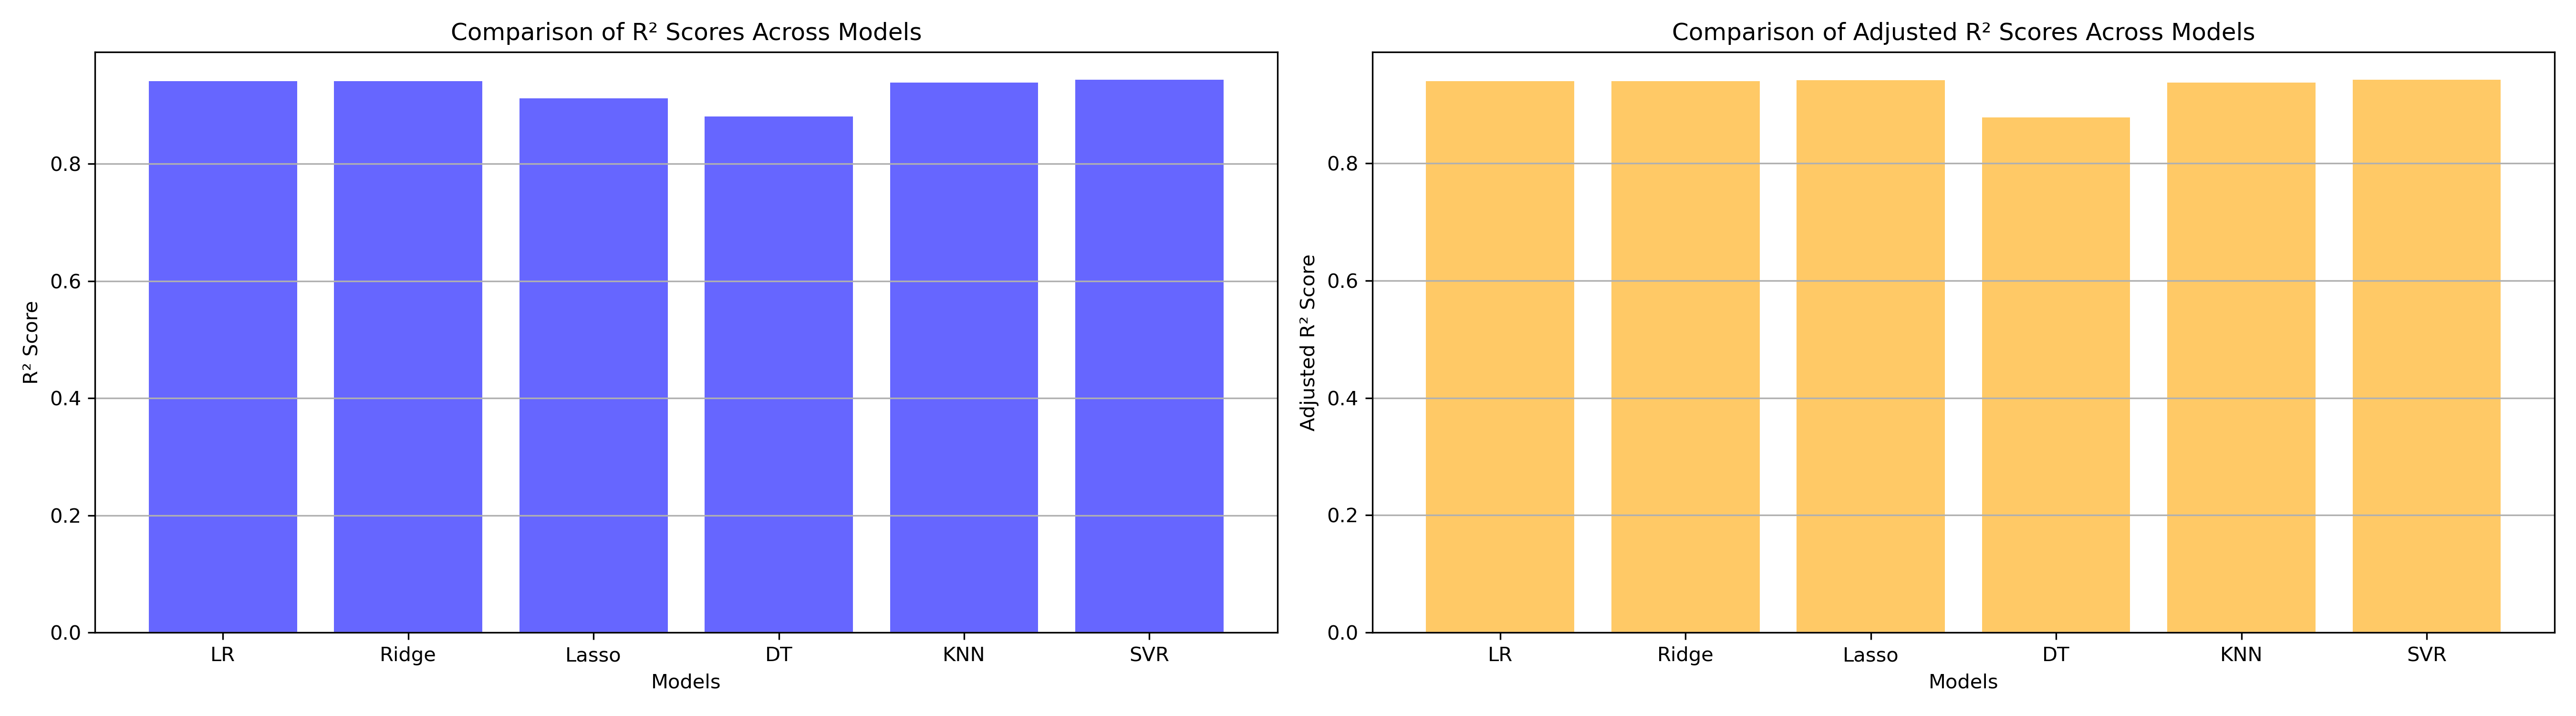 Comparison of R² Scores Across Models
R² Score
0.8
0.6
0.4
0.2
0.0
LR Ridge Lasso DT KNN SVR
Models
Comparison of Adjusted R² Scores Across Models
Adjusted R² Score
0.8
0.6
0.4
0.2
0.0
LR Ridge Lasso DT KNN SVR
Models